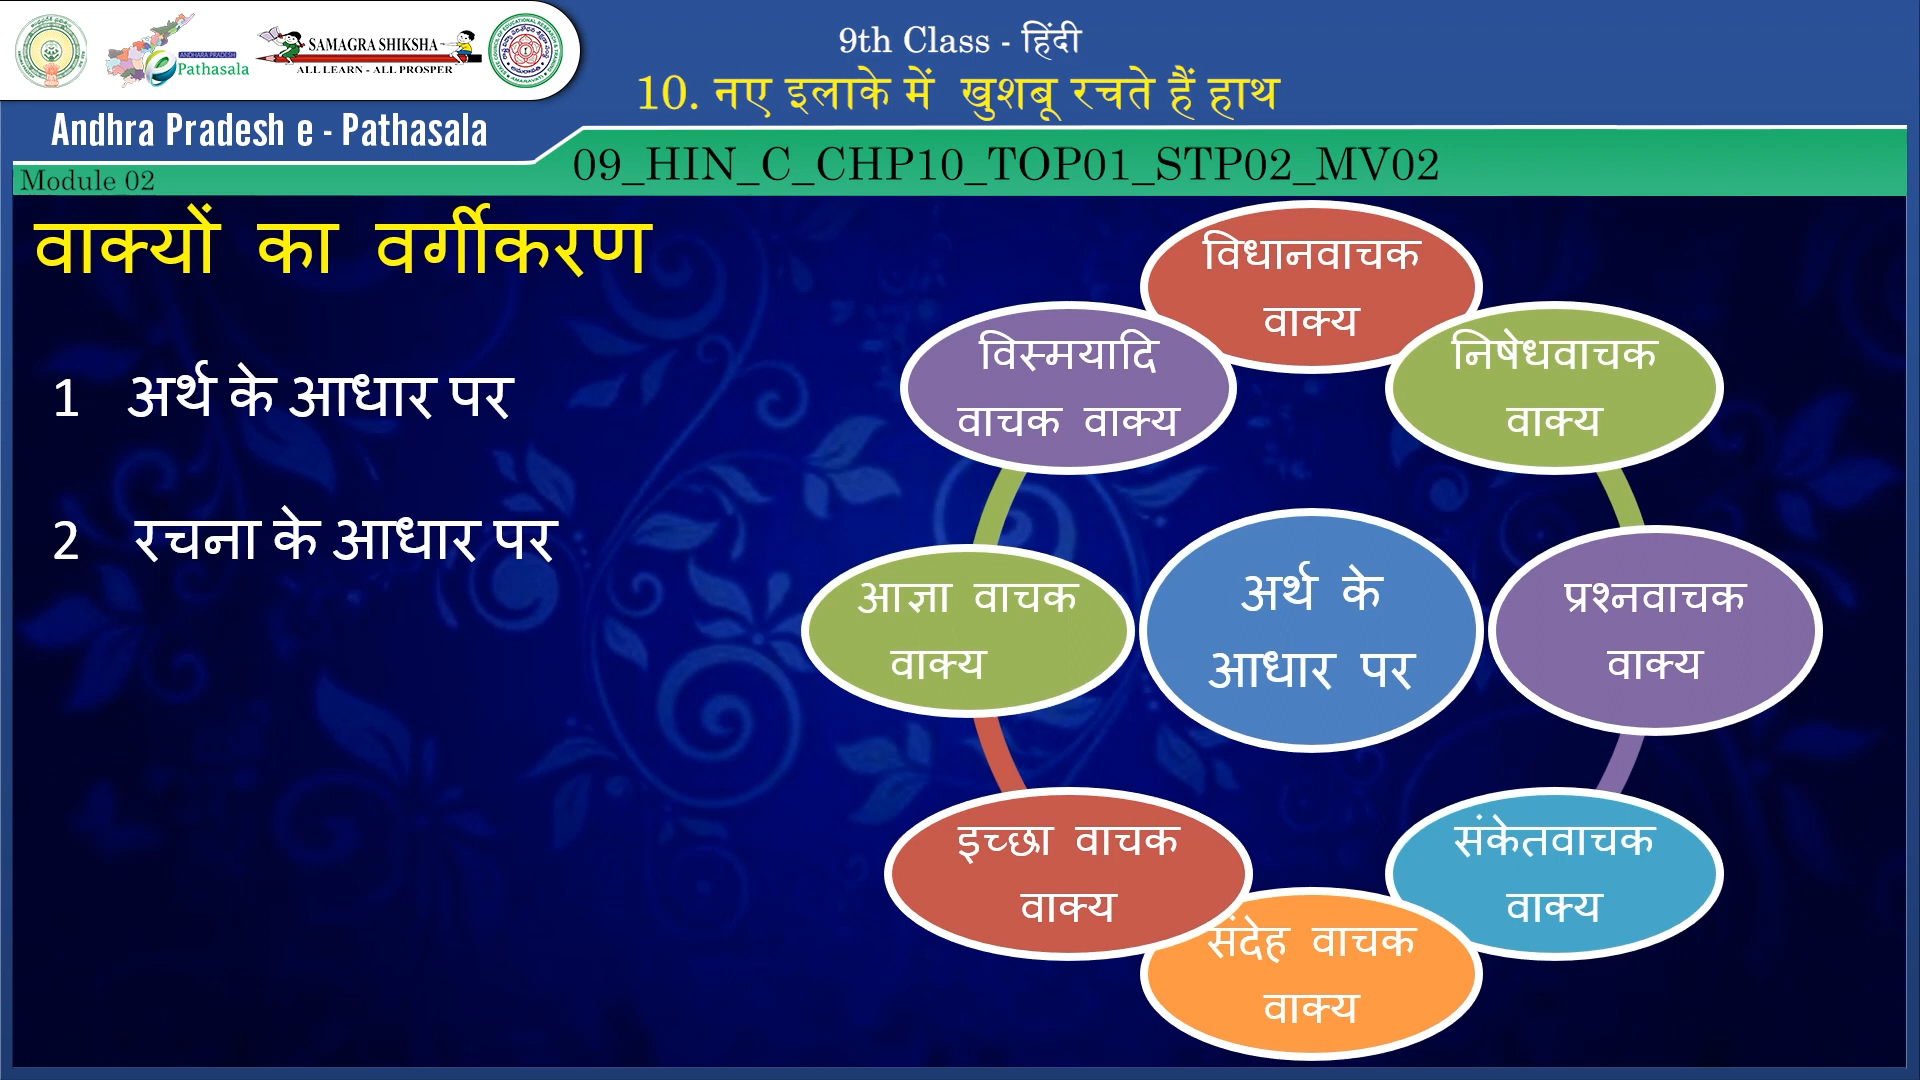 ANDHRA PRADESH
e Pathasala
SAMAGRA SHIKSHA
ALL LEARN - ALL PROSPER
Andhra Pradesh e - Pathasala
9th Class - हिंदी
10. नए इलाके में खुशबू रचते हैं हाथ
Module 02
09_HIN_C_CHP10_TOP01_STP02_MV02
वाक्यों का वर्गीकरण
1 अर्थ के आधार पर
2 रचना के आधार पर
विधानवाचक
वाक्य
निषेधवाचक
वाक्य
प्रश्नवाचक
वाक्य
संकेतवाचक
वाक्य
संदेह वाचक
वाक्य
इच्छा वाचक
वाक्य
आज्ञा वाचक
वाक्य
विस्मयादि
वाचक वाक्य
अर्थ के
आधार पर